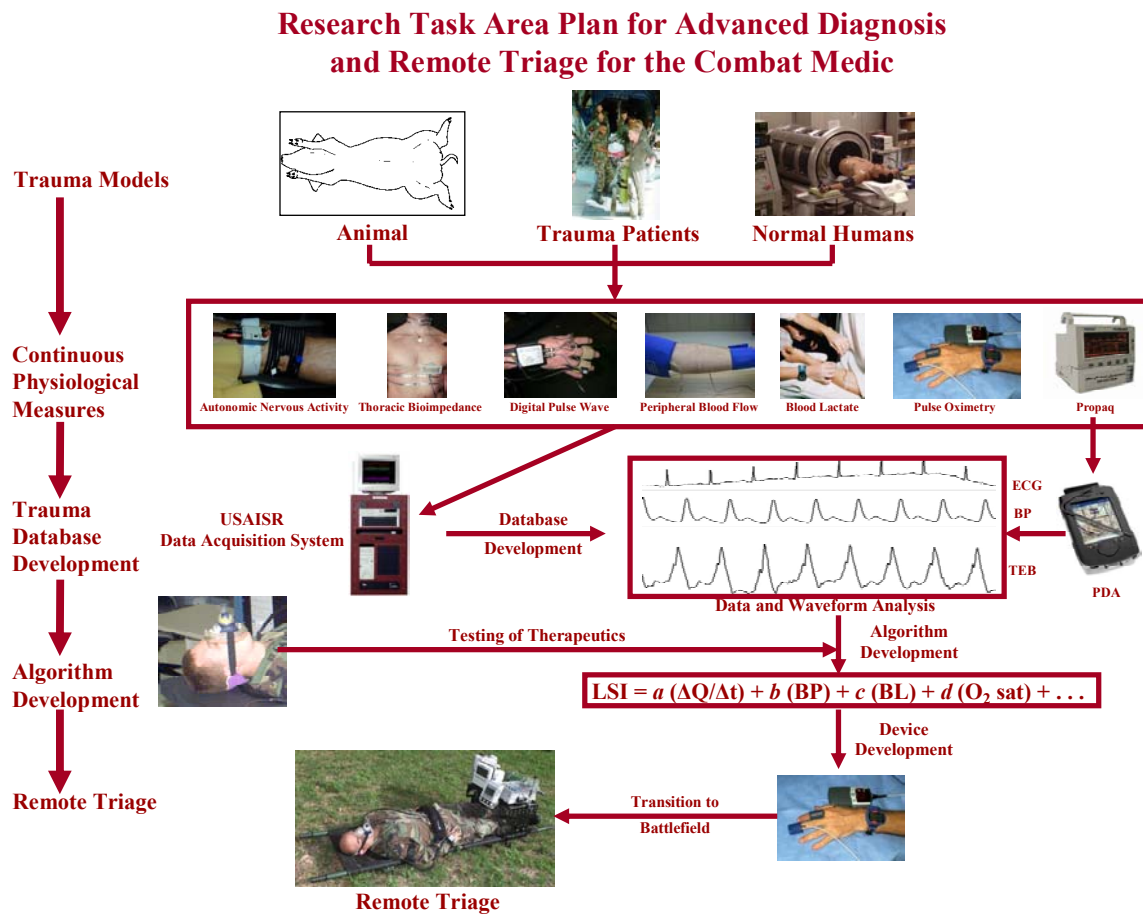 Research Task Area Plan for Advanced Diagnosis
and Remote Triage for the Combat Medic
Trauma Models
Animal
Trauma Patients
Normal Humans
Continuous
Physiological
Measures
Autonomic Nervous Activity
Thoracic Bioimpedance
Digital Pulse Wave
Peripheral Blood Flow
Blood Lactate
Pulse Oximetry
Propaq
Trauma
Database
Development
USAISR
Data Acquisition System
Database
Development
ECG
BP
TEB
PDA
Data and Waveform Analysis
Testing of Therapeutics
Algorithm
Development
Algorithm
Development
LSI = a (ΔQ/Δt) + b (BP) + c (BL) + d (O₂ sat) + . . .
Device
Development
Remote Triage
Transition to
Battlefield
Remote Triage